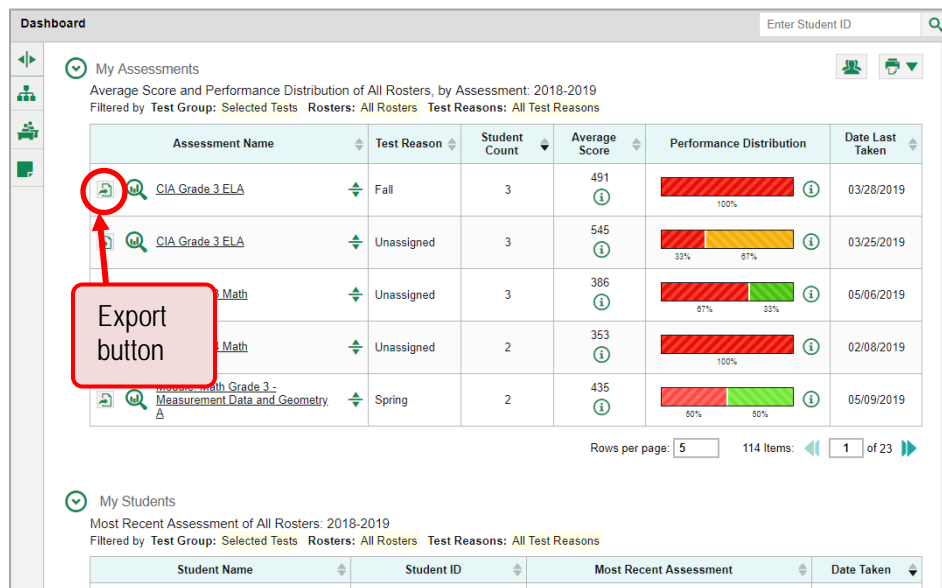 Dashboard
Enter Student ID
My Assessments
Average Score and Performance Distribution of All Rosters, by Assessment: 2018-2019
Filtered by Test Group: Selected Tests Rosters: All Rosters Test Reasons: All Test Reasons
Assessment Name Test Reason Student Count Average Score Performance Distribution Date Last Taken
CIA Grade 3 ELA Fall 3 491 100% 03/28/2019
CIA Grade 3 ELA Unassigned 3 545 33% 67% 03/25/2019
Math Unassigned 3 386 67% 33% 05/06/2019
Math Unassigned 2 353 100% 02/08/2019
Export
button
Math Grade 3 -
Measurement Data and Geometry
A
Spring 2 435 50% 50% 05/09/2019
Rows per page: 5 114 Items: 1 of 23
My Students
Most Recent Assessment of All Rosters: 2018-2019
Filtered by Test Group: Selected Tests Rosters: All Rosters Test Reasons: All Test Reasons
Student Name Student ID Most Recent Assessment Date Taken